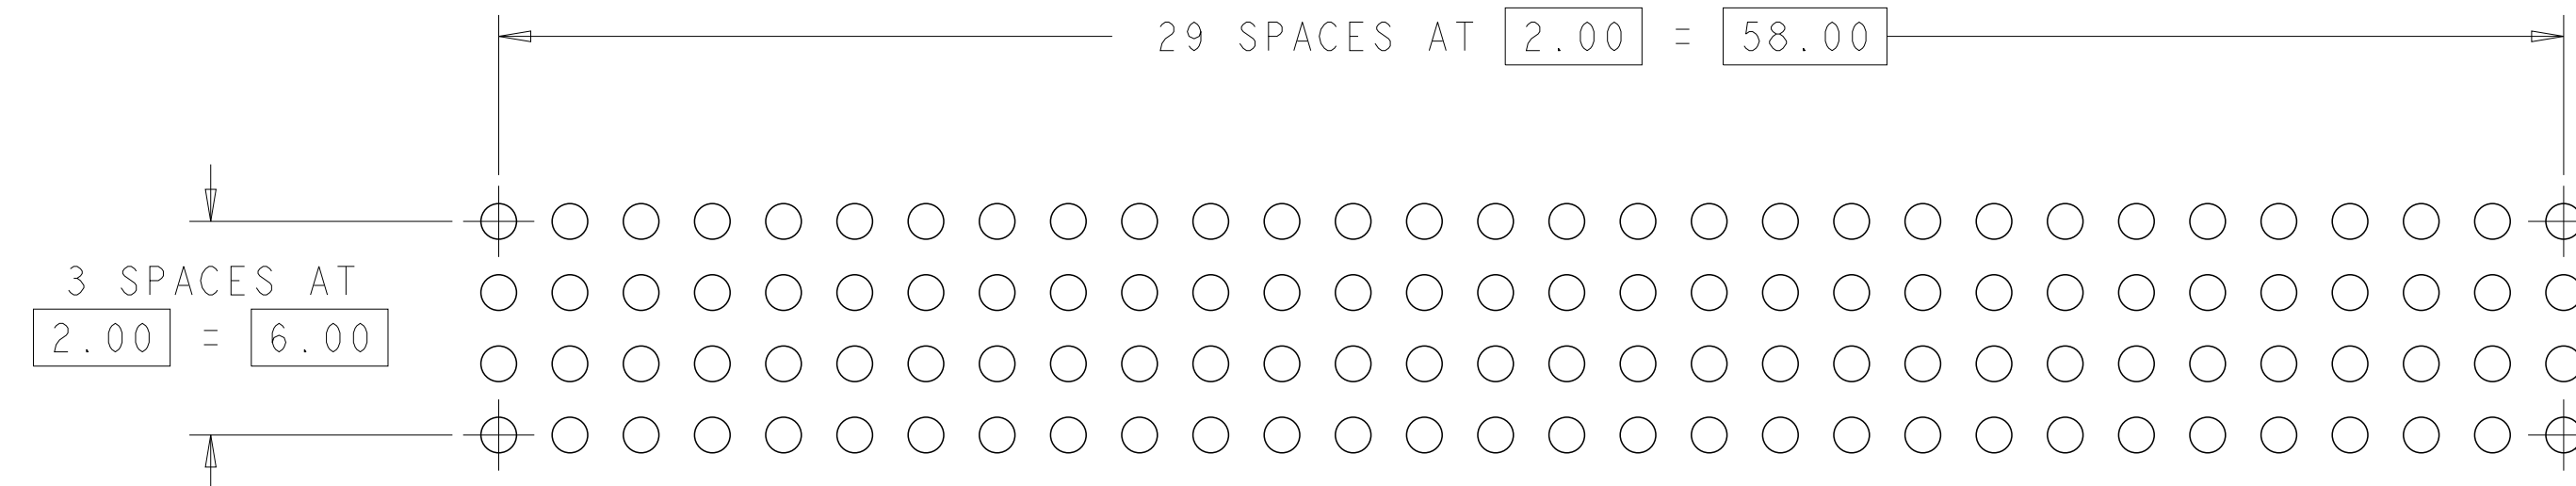 29 SPACES AT 2.00 = 58.00
3 SPACES AT
2.00 = 6.00